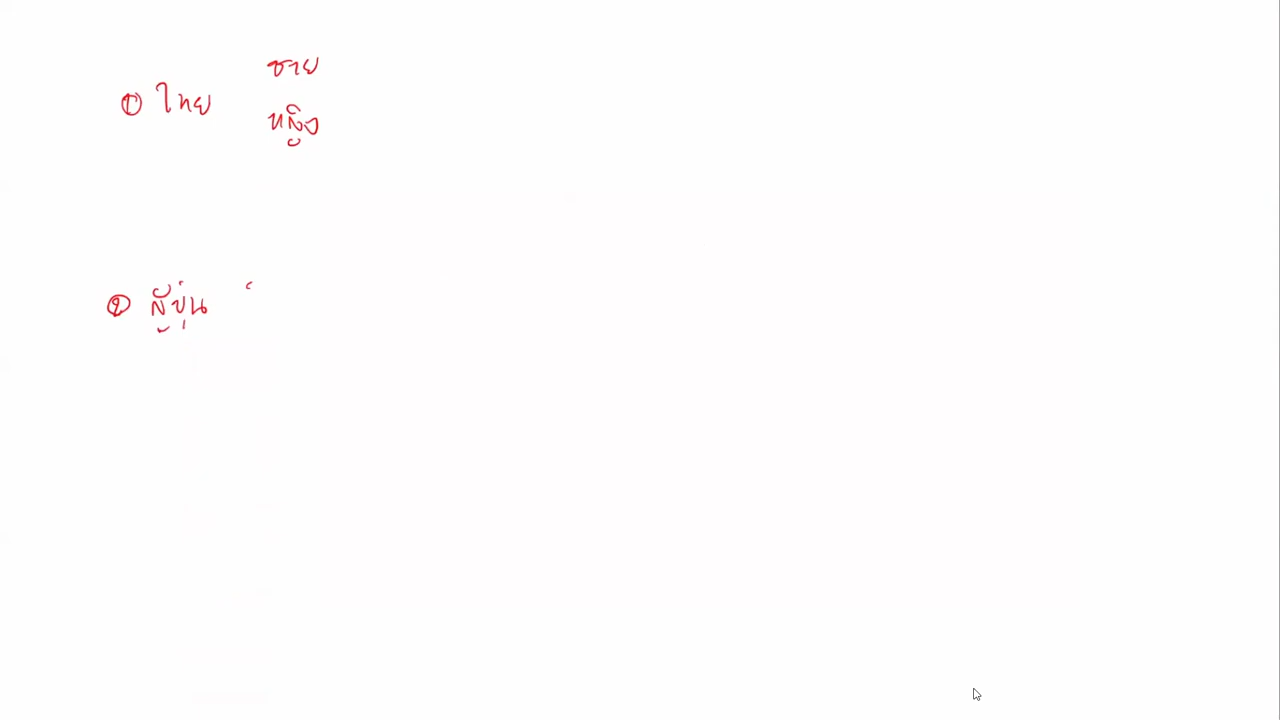 ชาย
① ไทย
หญิง
② ญี่ปุ่น